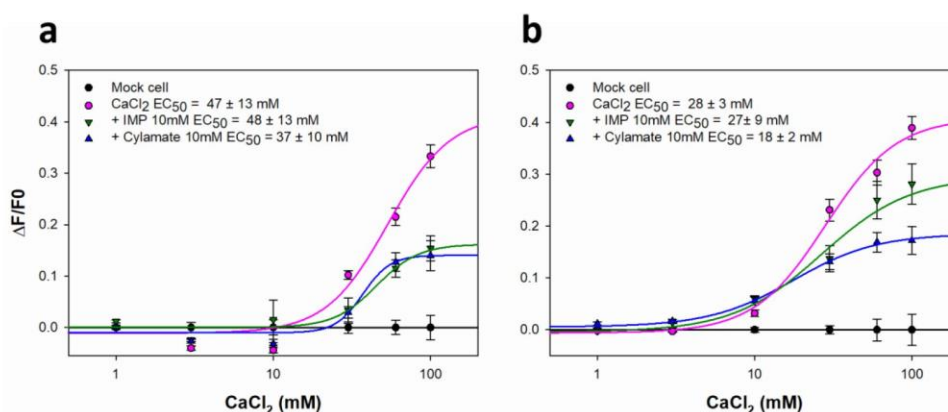 a
0.5
0.4
0.3
0.2
0.1
0.0
ΔF/F0
Mock cell
CaCl2 EC50 = 47 ± 13 mM
+ IMP 10mM EC50 = 48 ± 13 mM
+ Cylamate 10mM EC50 = 37 ± 10 mM
1
10
100
CaCl2 (mM)
b
0.5
0.4
0.3
0.2
0.1
0.0
Mock cell
CaCl2 EC50 = 28 ± 3 mM
+ IMP 10mM EC50 = 27± 9 mM
+ Cyclamate 10mM EC50 = 18 ± 2 mM
1
10
100
CaCl2 (mM)